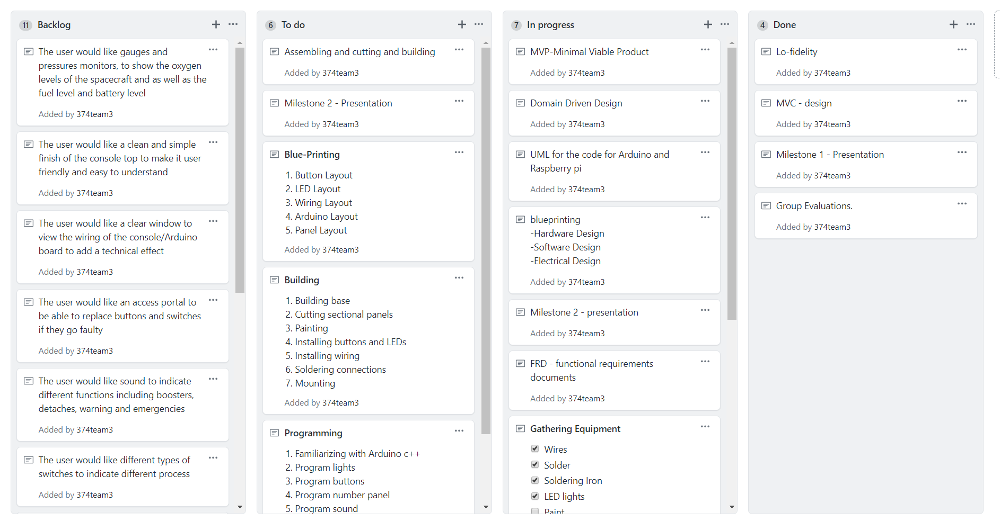 11 Backlog
The user would like gauges and
pressures monitors, to show the oxygen
levels of the spacecraft and as well as the
fuel level and battery level
Added by 374team3
The user would like a clean and simple
finish of the console top to make it user
friendly and easy to understand
Added by 374team3
The user would like a clear window to
view the wiring of the console/Arduino
board to add a technical effect
Added by 374team3
The user would like an access portal to
be able to replace buttons and switches
if they go faulty
Added by 374team3
The user would like sound to indicate
different functions including boosters,
detaches, warning and emergencies
Added by 374team3
The user would like different types of
switches to indicate different process
Added by 374team3
6 To do
Assembling and cutting and building
Added by 374team3
Milestone 2 - Presentation
Added by 374team3
Blue-Printing
1. Button Layout
2. LED Layout
3. Wiring Layout
4. Arduino Layout
5. Panel Layout
Added by 374team3
Building
1. Building base
2. Cutting sectional panels
3. Painting
4. Installing buttons and LEDs
5. Installing wiring
6. Soldering connections
7. Mounting
Added by 374team3
Programming
1. Familiarizing with Arduino c++
2. Program lights
3. Program buttons
4. Program number panel
5. Program sound
7 In progress
MVP-Minimal Viable Product
Added by 374team3
Domain Driven Design
Added by 374team3
UML for the code for Arduino and
Raspberry pi
Added by 374team3
blueprinting
-Hardware Design
-Software Design
-Electrical Design
Added by 374team3
Milestone 2 - presentation
Added by 374team3
FRD - functional requirements
documents
Added by 374team3
Gathering Equipment
Wires
Solder
Soldering Iron
LED lights
Paint
4 Done
Lo-fidelity
Added by 374team3
MVC - design
Added by 374team3
Milestone 1 - Presentation
Added by 374team3
Group Evaluations.
Added by 374team3